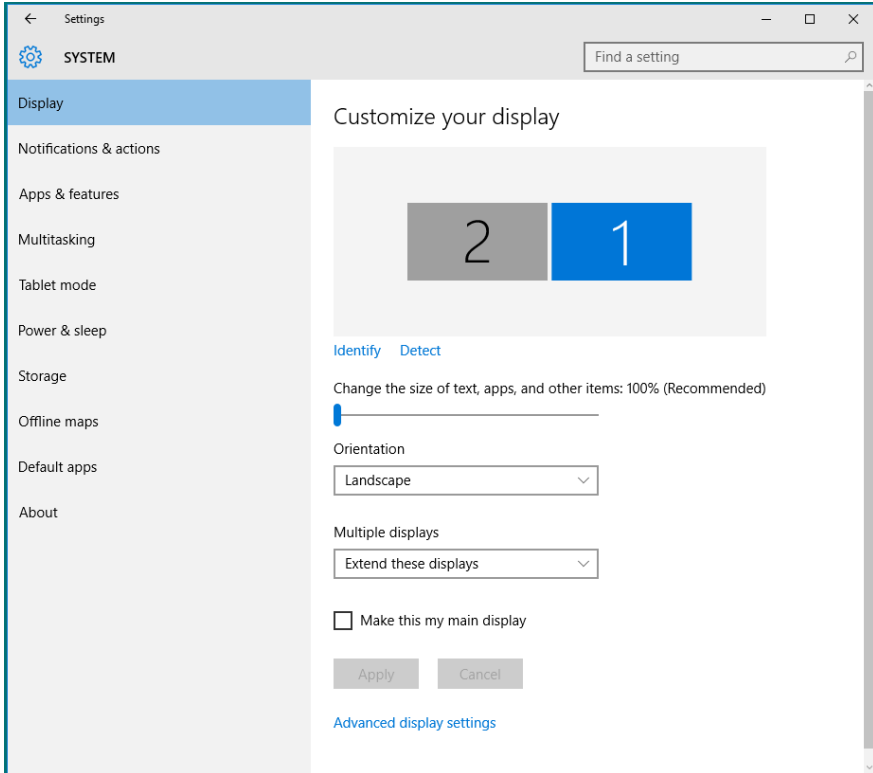 Settings
SYSTEM
Find a setting
Display
Notifications & actions
Apps & features
Multitasking
Tablet mode
Power & sleep
Storage
Offline maps
Default apps
About
Customize your display
2 1
Identify Detect
Change the size of text, apps, and other items: 100% (Recommended)
Orientation
Landscape
Multiple displays
Extend these displays
Make this my main display
Apply Cancel
Advanced display settings